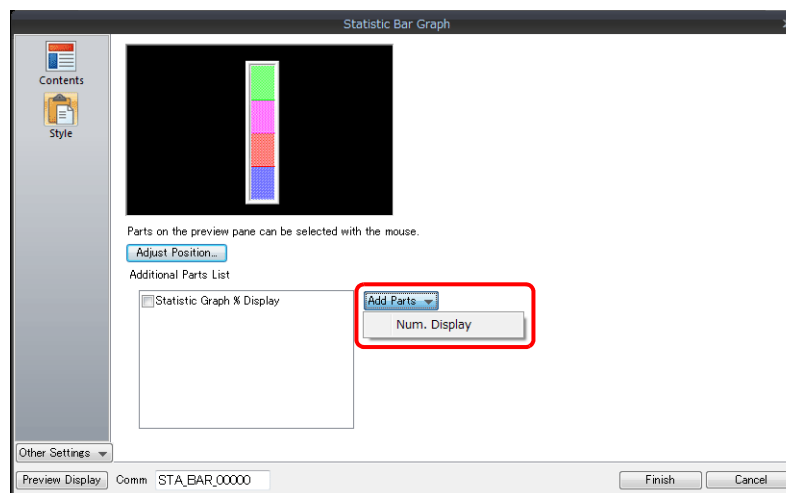 Statistic Bar Graph
Contents
Style
Parts on the preview pane can be selected with the mouse.
Adjust Position...
Additional Parts List
Statistic Graph % Display
Add Parts
Num. Display
Other Settings
Preview Display
Comm
STA_BAR_00000
Finish
Cancel